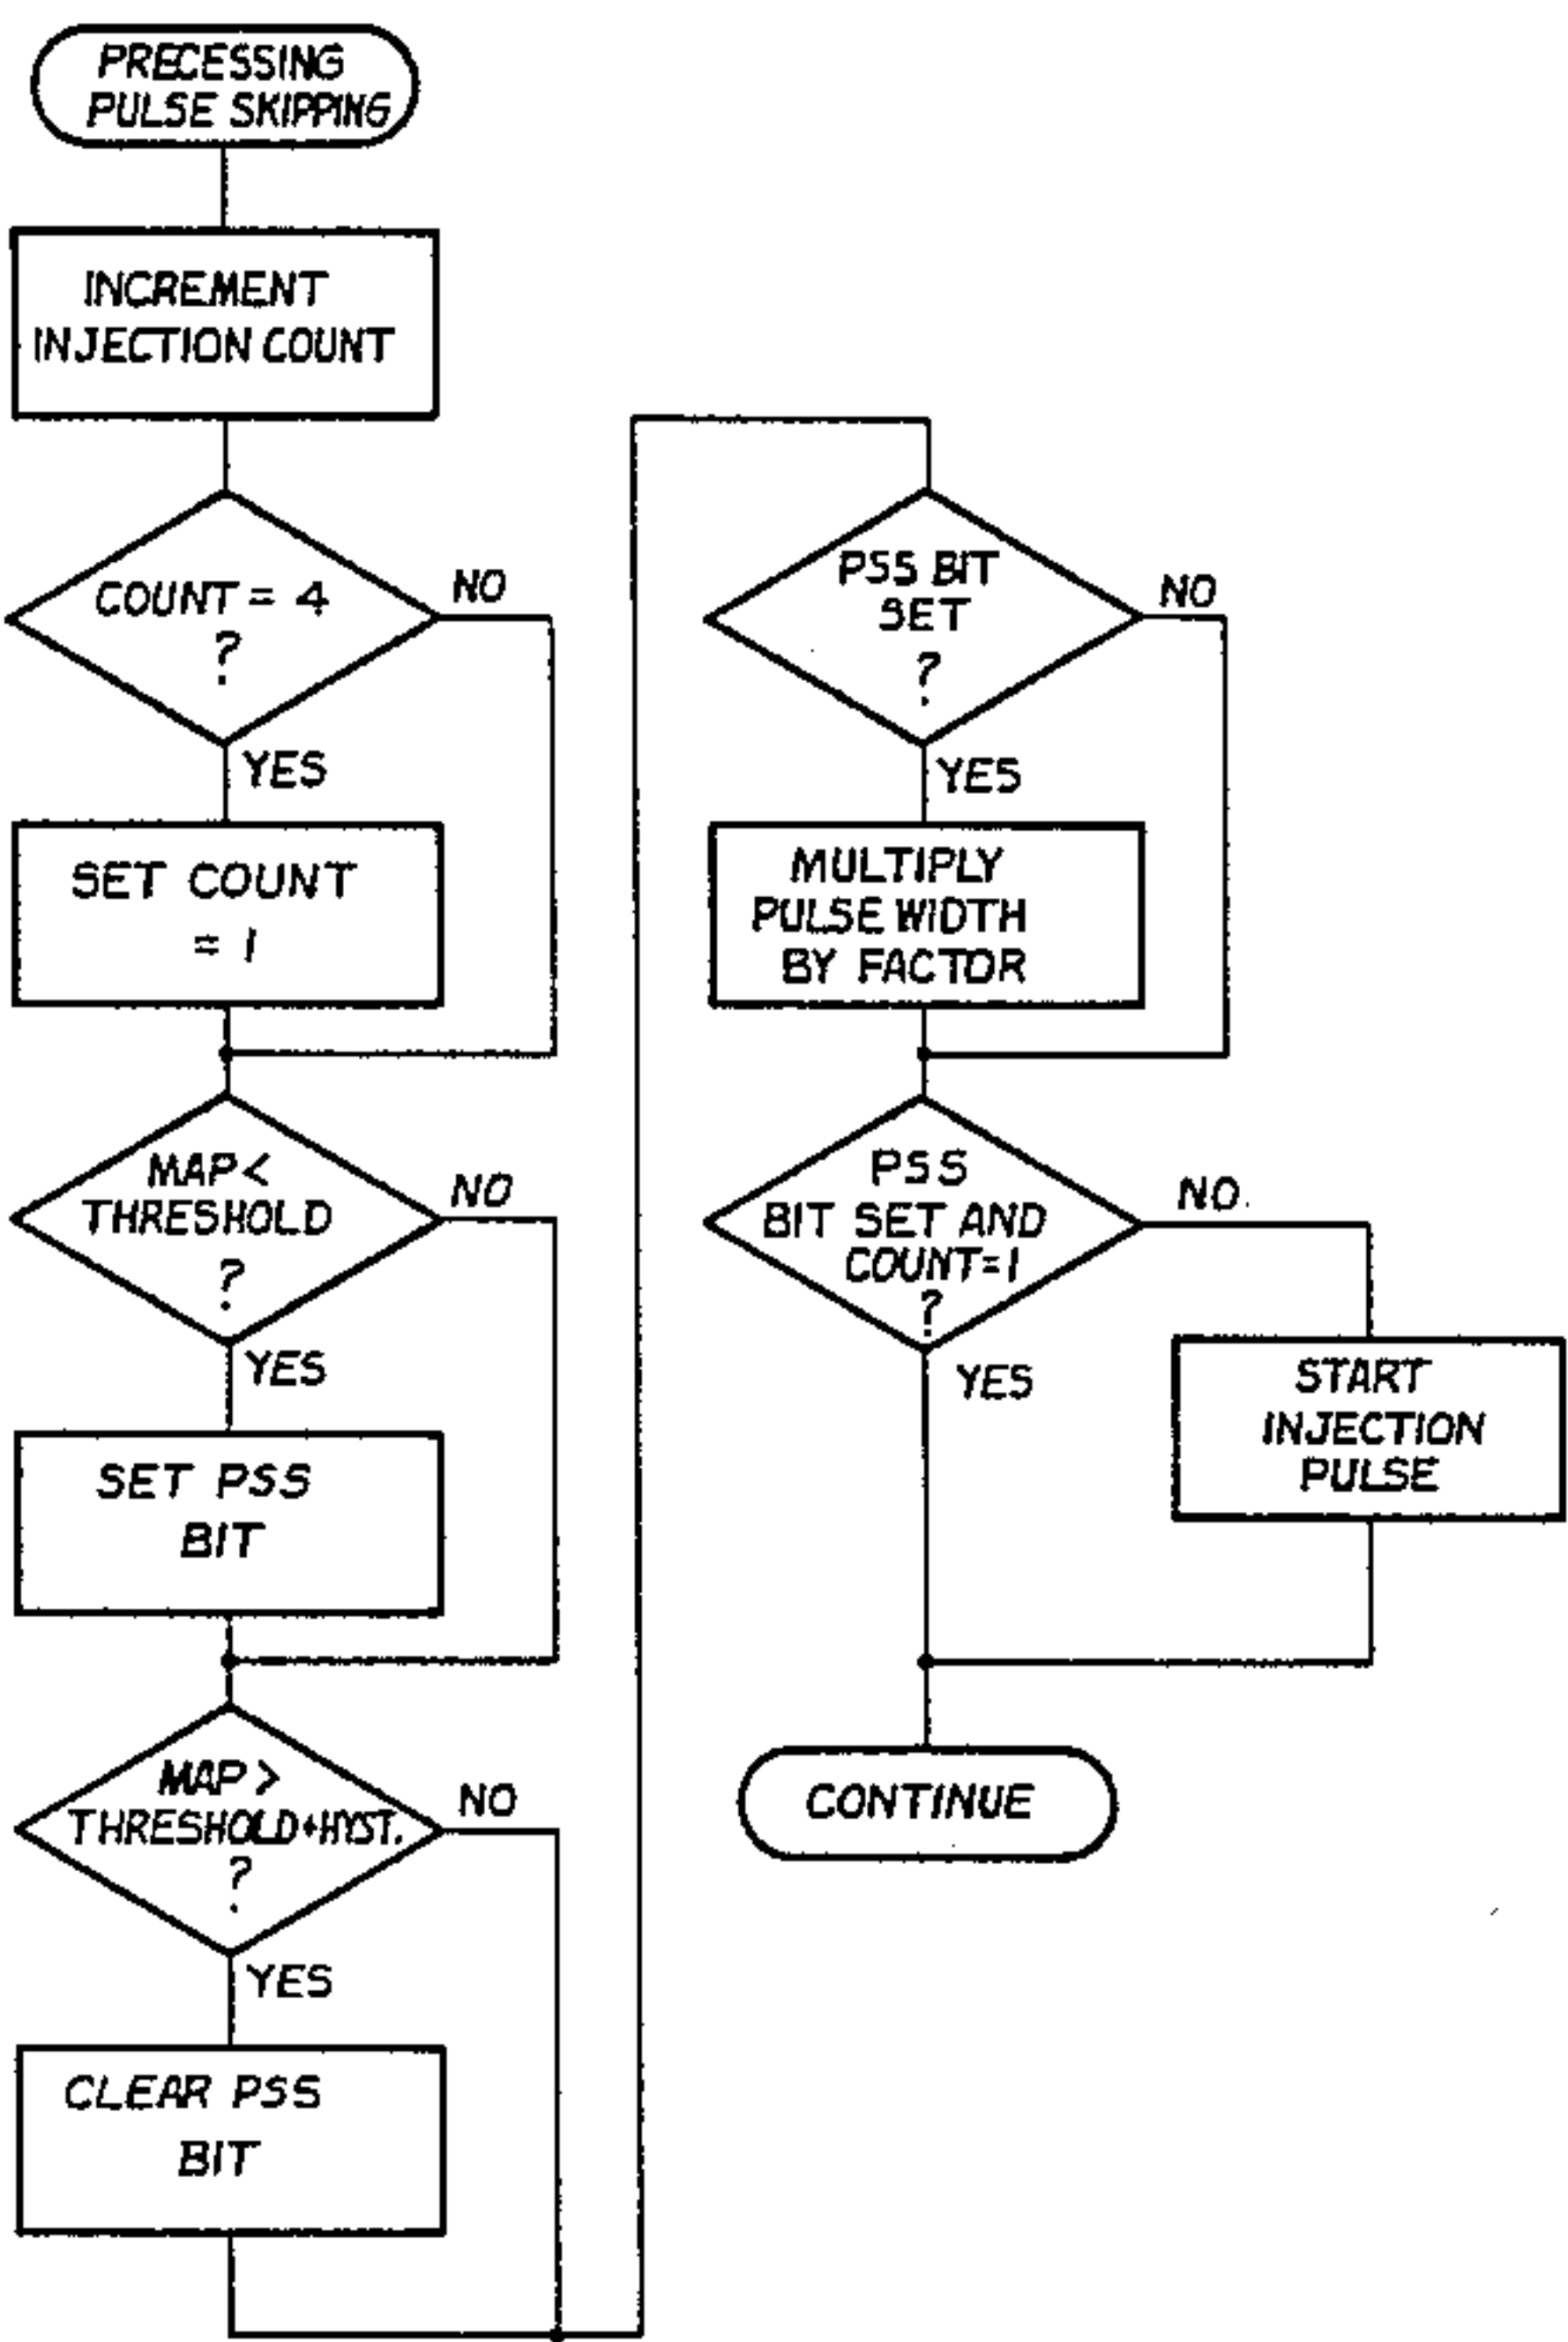 PRECESSING
PULSE SKIPPING
INCREMENT
INJECTION COUNT
COUNT = 4
?
NO
YES
SET COUNT
= 1
MAP <
THRESHOLD
?
NO
YES
SET PSS
BIT
MAP >
THRESHOLD+HYST.
?
NO
YES
CLEAR PSS
BIT
PSS BIT
SET
?
NO
YES
MULTIPLY
PULSE WIDTH
BY FACTOR
PSS
BIT SET AND
COUNT=1
?
NO
YES
START
INJECTION
PULSE
CONTINUE